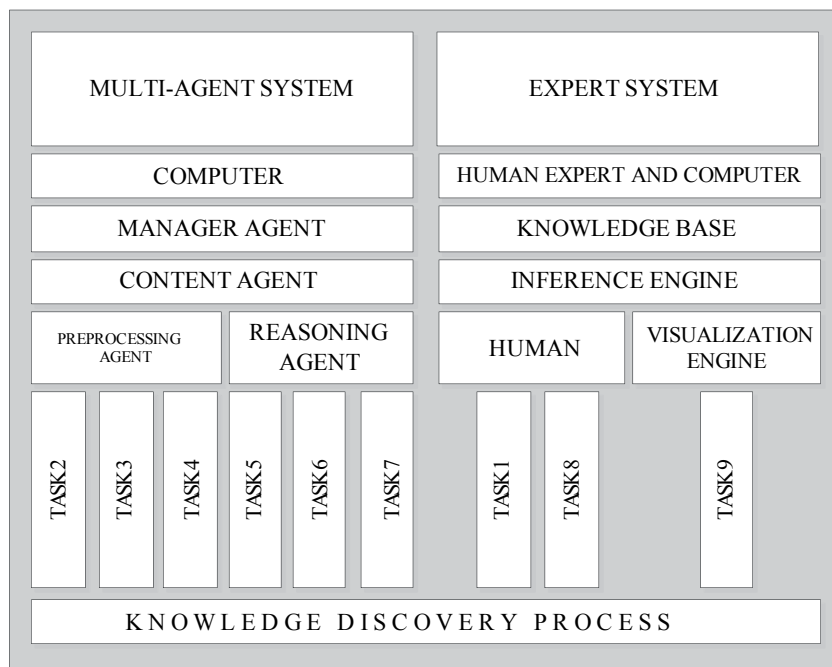 MULTI-AGENT SYSTEM
EXPERT SYSTEM
COMPUTER
HUMAN EXPERT AND COMPUTER
MANAGER AGENT
KNOWLEDGE BASE
CONTENT AGENT
INFERENCE ENGINE
PREPROCESSING
AGENT
REASONING
AGENT
HUMAN
VISUALIZATION
ENGINE
TASK2
TASK3
TASK4
TASK5
TASK6
TASK7
TASK1
TASK8
TASK9
KNOWLEDGE DISCOVERY PROCESS